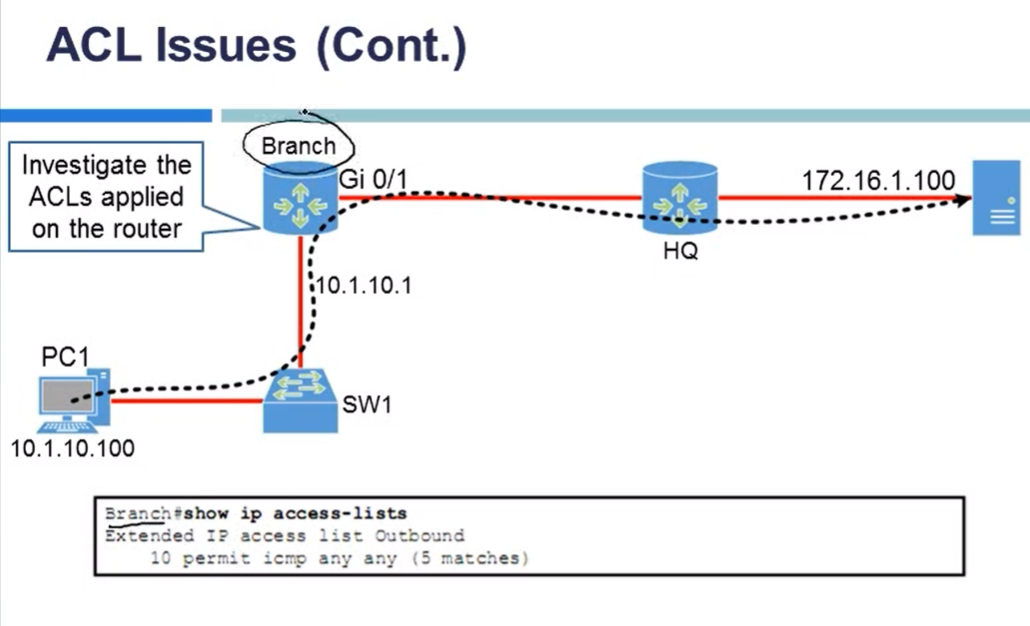 ACL Issues (Cont.)
Branch
Investigate the
ACLs applied
on the router
Gi 0/1
172.16.1.100
HQ
10.1.10.1
PC1
SW1
10.1.10.100
Branch#show ip access-lists
Extended IP access list Outbound
10 permit icmp any any (5 matches)